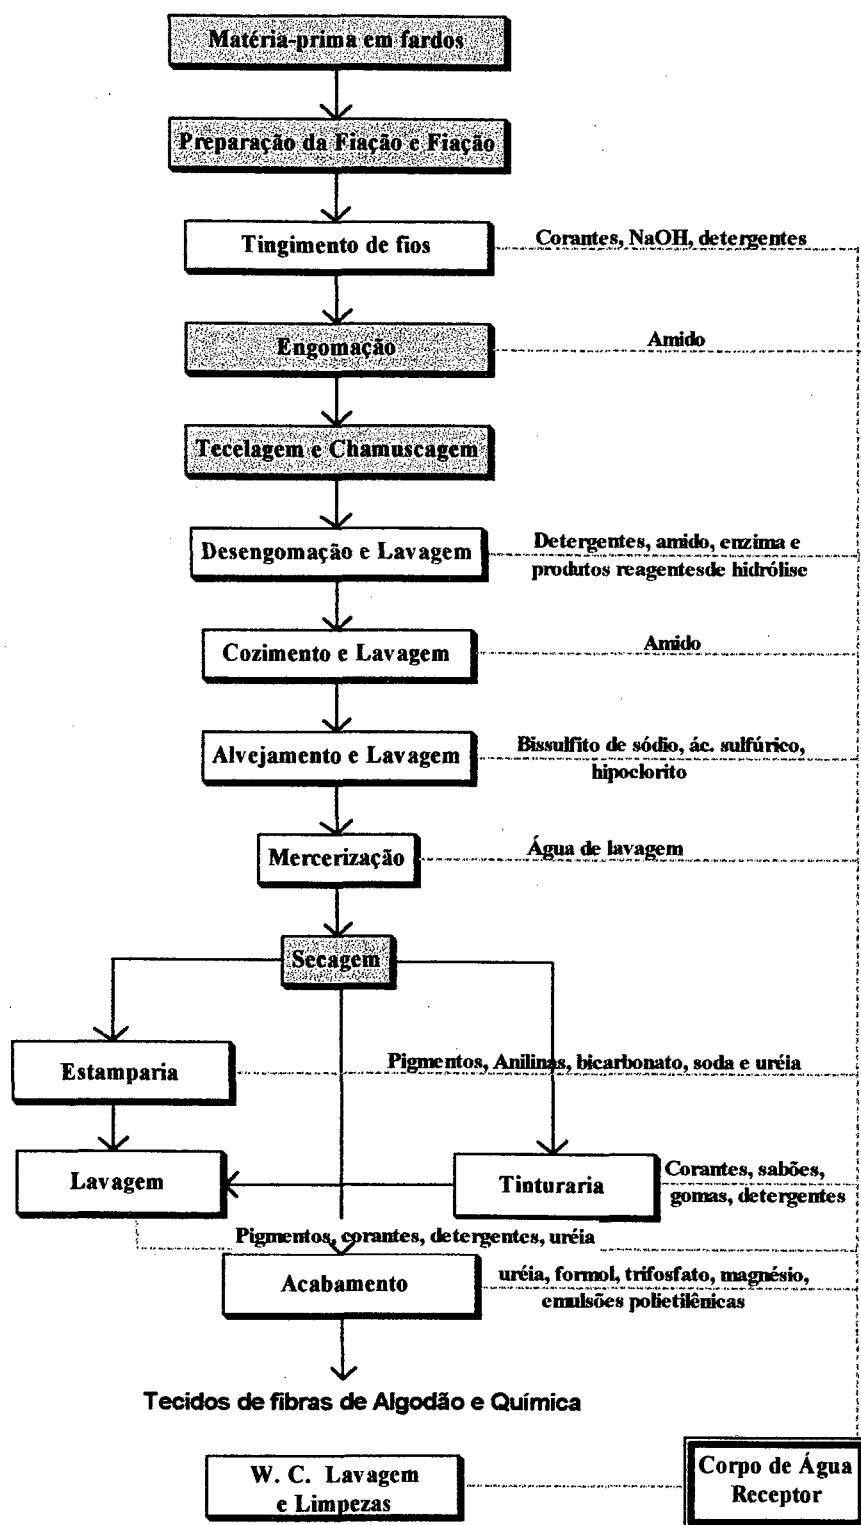 Matéria-prima em fardos
Preparação da Fiação e Fiação
Tingimento de fios
Corantes, NaOH, detergentes
Engomação
Amido
Tecelagem e Chamuscagem
Desengomação e Lavagem
Detergentes, amido, enzima e
produtos reagentesde hidrólise
Cozimento e Lavagem
Amido
Alvejamento e Lavagem
Bissulfito de sódio, ác. sulfúrico,
hipoclorito
Mercerização
Água de lavagem
Secagem
Estamparia
Pigmentos, Anilinas, bicarbonato, soda e uréia
Lavagem
Tinturaria
Corantes, sabões,
gomas, detergentes
Pigmentos, corantes, detergentes, uréia
Acabamento
uréia, formol, trifosfato, magnésio,
emulsões polietilênicas
Tecidos de fibras de Algodão e Química
W. C. Lavagem
e Limpezas
Corpo de Água
Receptor